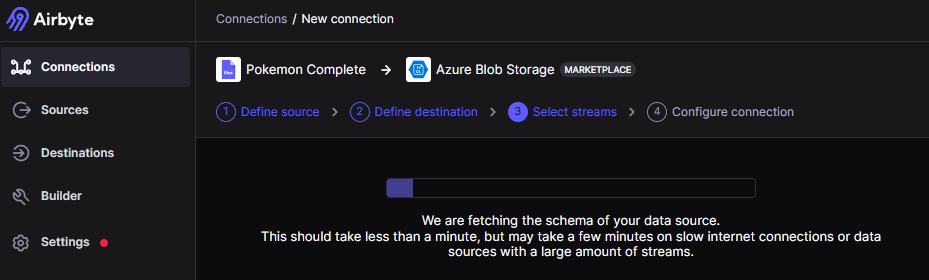 Airbyte
Connections / New connection
Connections
Pokemon Complete → Azure Blob Storage MARKETPLACE
Sources
1 Define source > 2 Define destination > 3 Select streams > 4 Configure connection
Destinations
Builder
Settings
We are fetching the schema of your data source.
This should take less than a minute, but may take a few minutes on slow internet connections or data
sources with a large amount of streams.